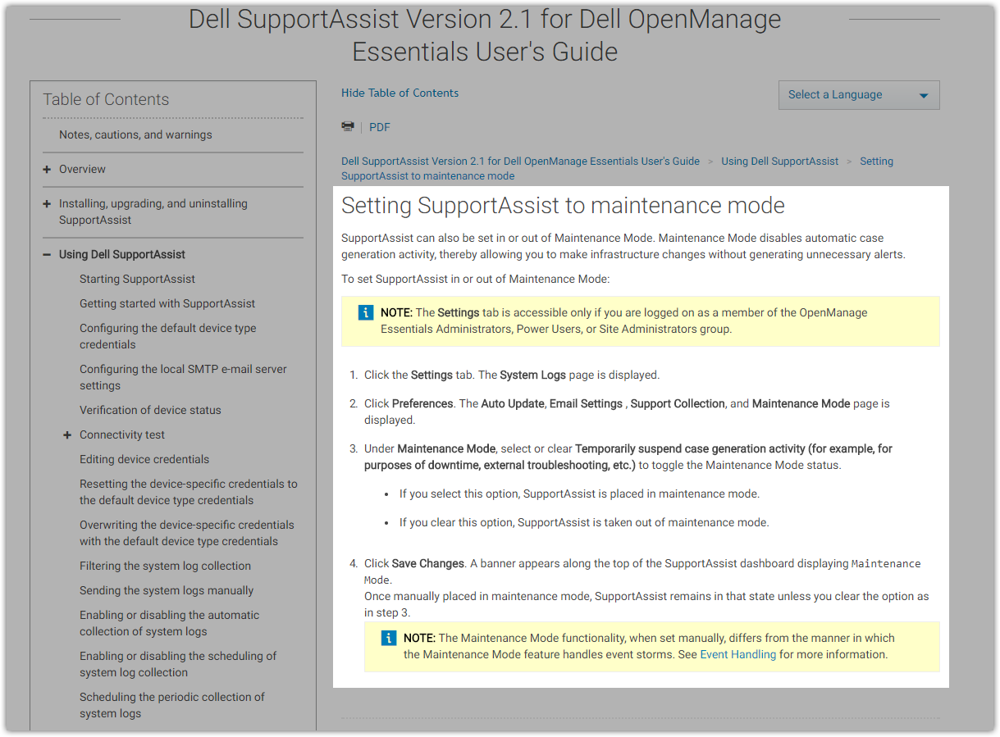 Dell SupportAssist Version 2.1 for Dell OpenManage
Essentials User's Guide
Table of Contents
Notes, cautions, and warnings
+ Overview
+ Installing, upgrading, and uninstalling
SupportAssist
− Using Dell SupportAssist
Starting SupportAssist
Getting started with SupportAssist
Configuring the default device type
credentials
Configuring the local SMTP e-mail server
settings
Verification of device status
+ Connectivity test
Editing device credentials
Resetting the device-specific credentials to
the default device type credentials
Overwriting the device-specific credentials
with the default device type credentials
Filtering the system log collection
Sending the system logs manually
Enabling or disabling the automatic
collection of system logs
Enabling or disabling the scheduling of
system log collection
Scheduling the periodic collection of
system logs
Hide Table of Contents
Select a Language
| PDF
Dell SupportAssist Version 2.1 for Dell OpenManage Essentials User's Guide > Using Dell SupportAssist > Setting
SupportAssist to maintenance mode
Setting SupportAssist to maintenance mode
SupportAssist can also be set in or out of Maintenance Mode. Maintenance Mode disables automatic case
generation activity, thereby allowing you to make infrastructure changes without generating unnecessary alerts.
To set SupportAssist in or out of Maintenance Mode:
i NOTE: The Settings tab is accessible only if you are logged on as a member of the OpenManage
Essentials Administrators, Power Users, or Site Administrators group.
1. Click the Settings tab. The System Logs page is displayed.
2. Click Preferences. The Auto Update, Email Settings , Support Collection, and Maintenance Mode page is
displayed.
3. Under Maintenance Mode, select or clear Temporarily suspend case generation activity (for example, for
purposes of downtime, external troubleshooting, etc.) to toggle the Maintenance Mode status.
• If you select this option, SupportAssist is placed in maintenance mode.
• If you clear this option, SupportAssist is taken out of maintenance mode.
4. Click Save Changes. A banner appears along the top of the SupportAssist dashboard displaying Maintenance
Mode.
Once manually placed in maintenance mode, SupportAssist remains in that state unless you clear the option as
in step 3.
i NOTE: The Maintenance Mode functionality, when set manually, differs from the manner in which
the Maintenance Mode feature handles event storms. See Event Handling for more information.